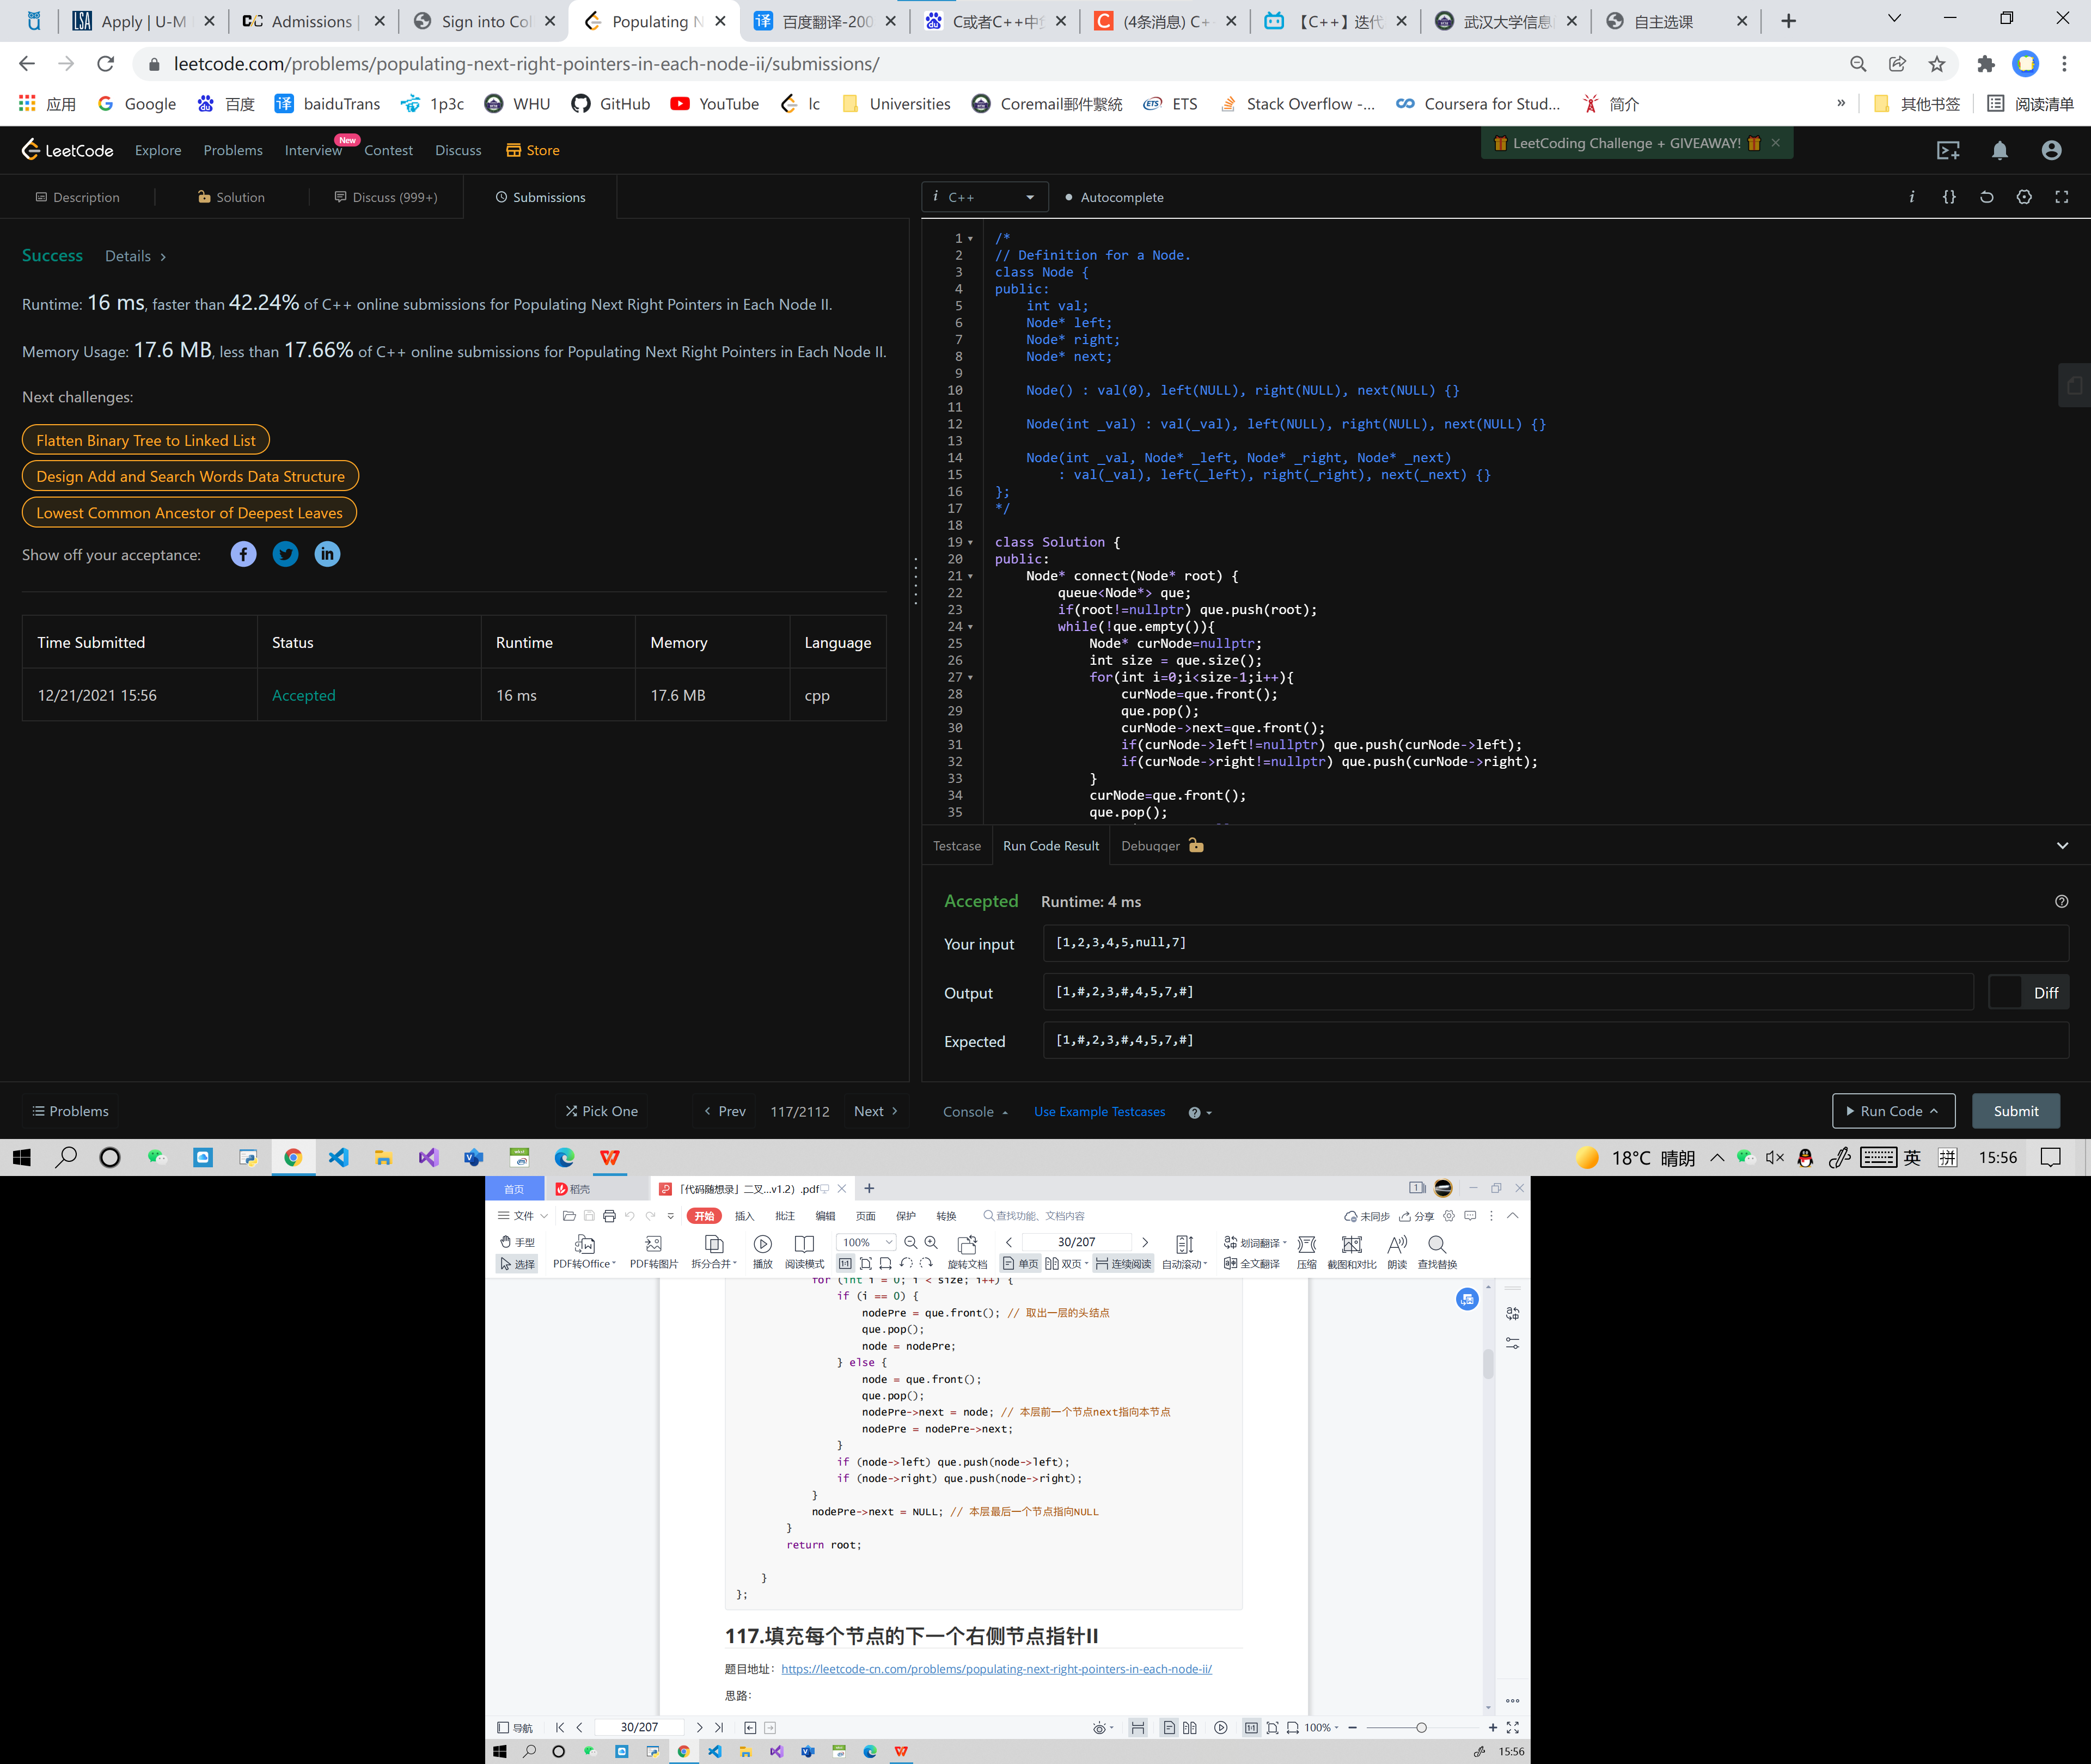 Apply | U-M
Admissions |
Sign into Col
Populating N
百度翻译-200
C或者C++中
(4条消息) C+
【C++】迭代
武汉大学信息
自主选课
leetcode.com/problems/populating-next-right-pointers-in-each-node-ii/submissions/
应用 Google 百度 baiduTrans 1p3c WHU GitHub YouTube lc Universities Coremail郵件繫統 ETS Stack Overflow -... Coursera for Stud... 简介 » 其他书签 阅读清单
LeetCode Explore Problems Interview New Contest Discuss Store LeetCoding Challenge + GIVEAWAY!
Description Solution Discuss (999+) Submissions
i C++ Autocomplete
Success Details >
Runtime: 16 ms, faster than 42.24% of C++ online submissions for Populating Next Right Pointers in Each Node II.
Memory Usage: 17.6 MB, less than 17.66% of C++ online submissions for Populating Next Right Pointers in Each Node II.
Next challenges:
Flatten Binary Tree to Linked List
Design Add and Search Words Data Structure
Lowest Common Ancestor of Deepest Leaves
Show off your acceptance:
Time Submitted Status Runtime Memory Language
12/21/2021 15:56 Accepted 16 ms 17.6 MB cpp
1 /*
2 // Definition for a Node.
3 class Node {
4 public:
5 int val;
6 Node* left;
7 Node* right;
8 Node* next;
9
10 Node() : val(0), left(NULL), right(NULL), next(NULL) {}
11
12 Node(int _val) : val(_val), left(NULL), right(NULL), next(NULL) {}
13
14 Node(int _val, Node* _left, Node* _right, Node* _next)
15 : val(_val), left(_left), right(_right), next(_next) {}
16 };
17 */
18
19 class Solution {
20 public:
21 Node* connect(Node* root) {
22 queue<Node*> que;
23 if(root!=nullptr) que.push(root);
24 while(!que.empty()){
25 Node* curNode=nullptr;
26 int size = que.size();
27 for(int i=0;i<size-1;i++){
28 curNode=que.front();
29 que.pop();
30 curNode->next=que.front();
31 if(curNode->left!=nullptr) que.push(curNode->left);
32 if(curNode->right!=nullptr) que.push(curNode->right);
33 }
34 curNode=que.front();
35 que.pop();
Testcase Run Code Result Debugger
Accepted Runtime: 4 ms
Your input [1,2,3,4,5,null,7]
Output [1,#,2,3,#,4,5,7,#] Diff
Expected [1,#,2,3,#,4,5,7,#]
Problems Pick One Prev 117/2112 Next Console Use Example Testcases Run Code Submit
18°C 晴朗 英 拼 15:56
首页 稻壳 「代码随想录」二叉...v1.2）.pdf
文件 开始 插入 批注 编辑 页面 保护 转换 查找功能、文档内容 未同步 分享
手型 100% 30/207 划词翻译
选择 PDF转Office PDF转图片 拆分合并 播放 阅读模式 旋转文档 单页 双页 连续阅读 自动滚动 全文翻译 压缩 截图和对比 朗读 查找替换
for (int i = 0; i < size; i++) {
if (i == 0) {
nodePre = que.front(); // 取出一层的头结点
que.pop();
node = nodePre;
} else {
node = que.front();
que.pop();
nodePre->next = node; // 本层前一个节点next指向本节点
nodePre = nodePre->next;
}
if (node->left) que.push(node->left);
if (node->right) que.push(node->right);
}
nodePre->next = NULL; // 本层最后一个节点指向NULL
}
return root;
}
};
117.填充每个节点的下一个右侧节点指针II
题目地址：https://leetcode-cn.com/problems/populating-next-right-pointers-in-each-node-ii/
思路：
导航 30/207 100%
15:56